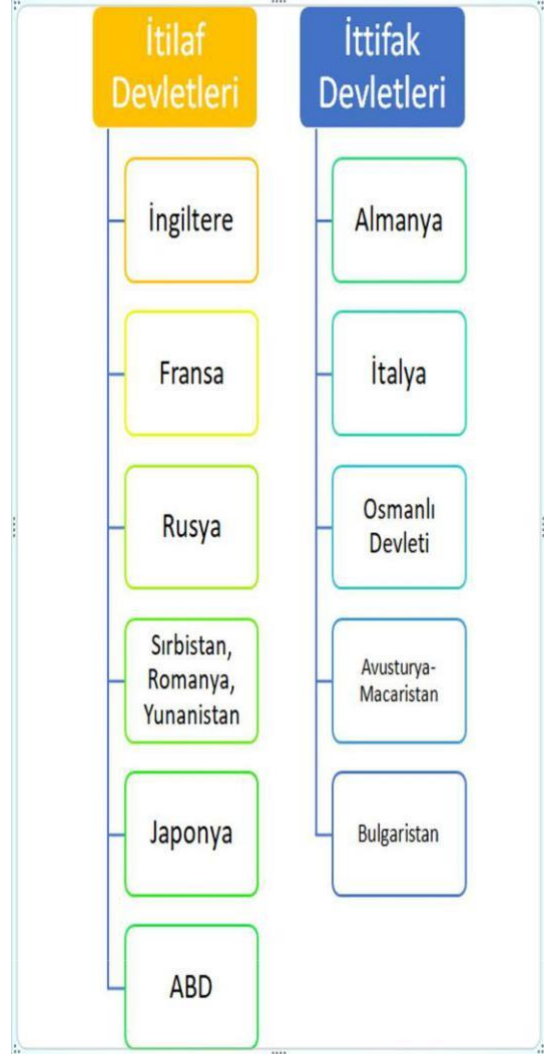 İtilaf
Devletleri
İngiltere
Fransa
Rusya
Sırbistan,
Romanya,
Yunanistan
Japonya
ABD
İttifak
Devletleri
Almanya
İtalya
Osmanlı
Devleti
Avusturya-
Macaristan
Bulgaristan